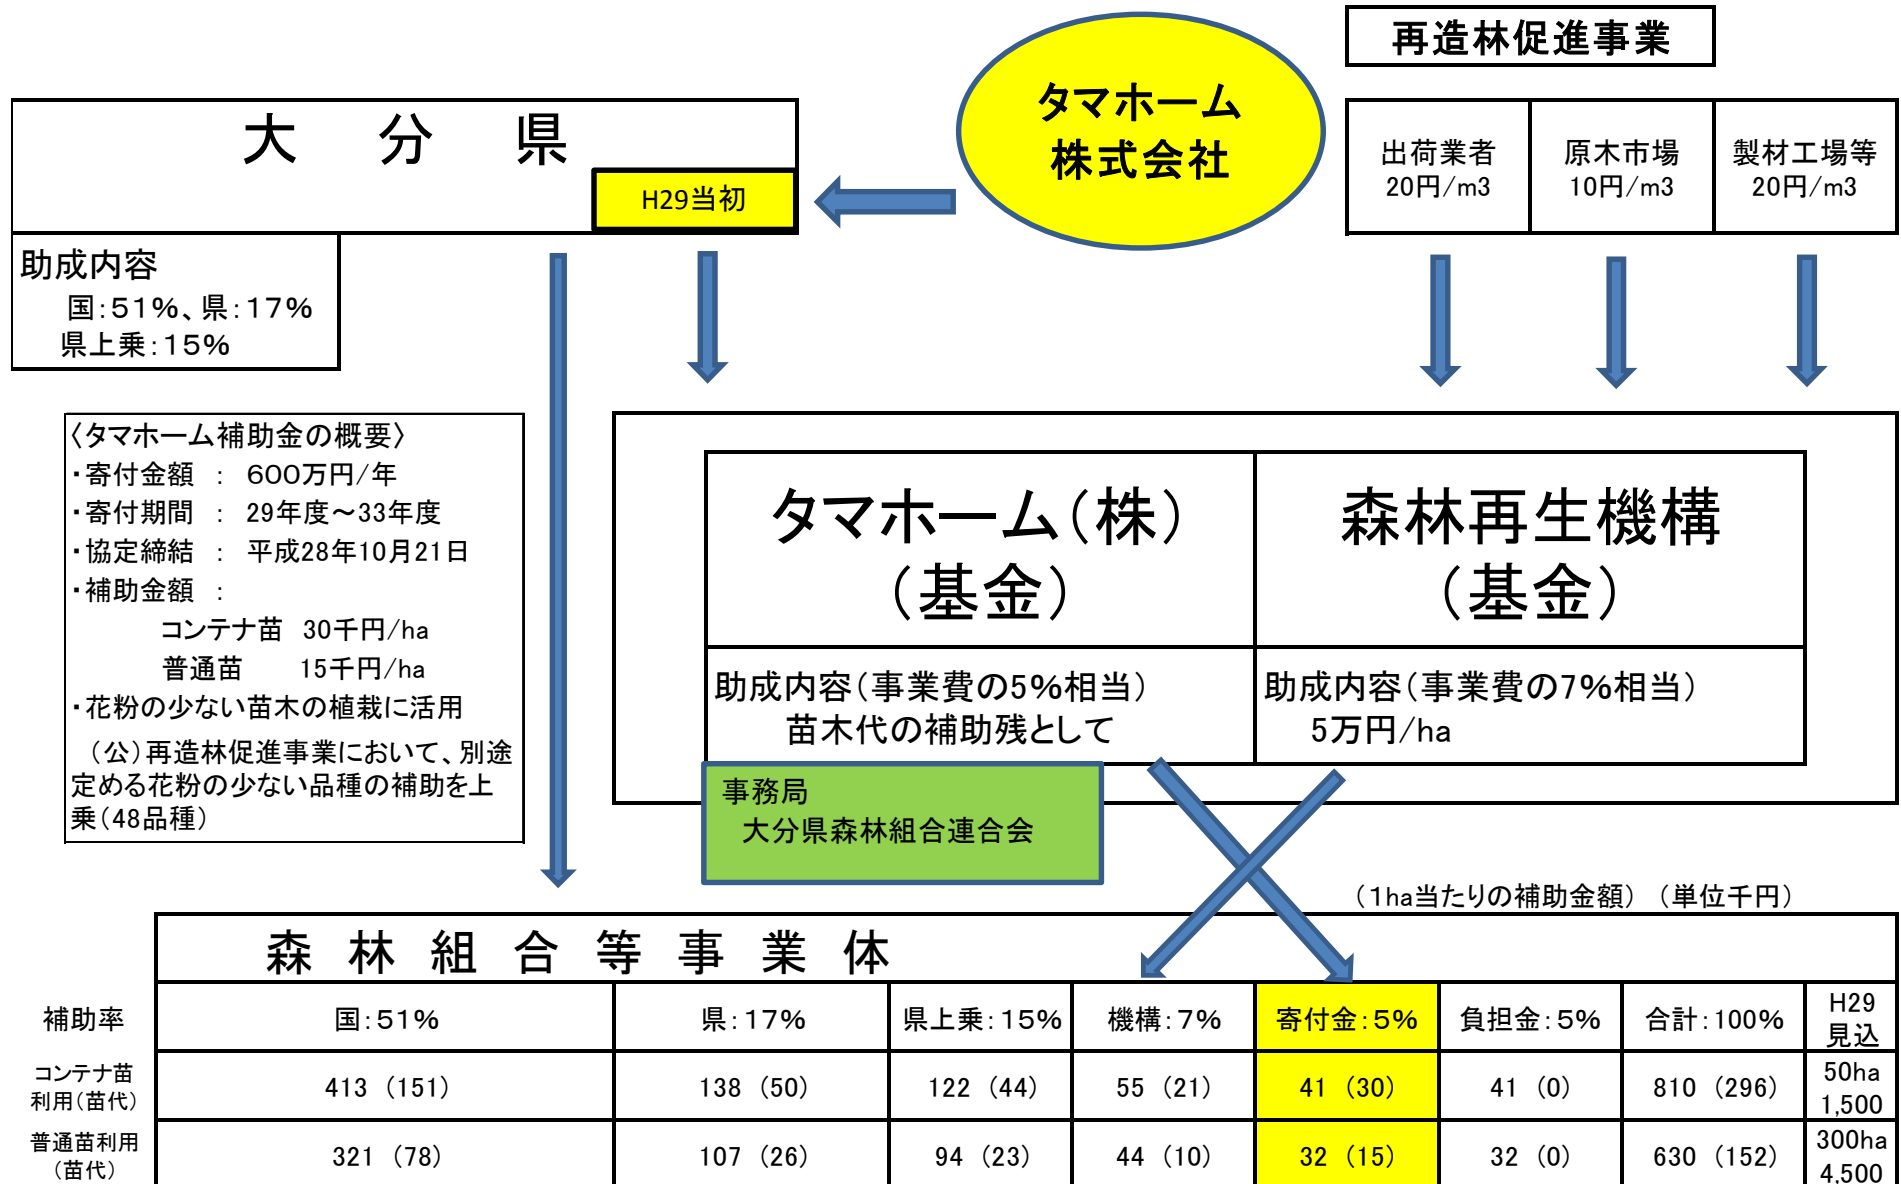 再造林促進事業
タマホーム
株式会社
大 分 県
H29当初
出荷業者
20円/m3
原木市場
10円/m3
製材工場等
20円/m3
助成内容
国:51%、県:17%
県上乗:15%
〈タマホーム補助金の概要〉
・寄付金額 : 600万円/年
・寄付期間 : 29年度～33年度
・協定締結 : 平成28年10月21日
・補助金額 :
コンテナ苗 30千円/ha
普通苗 15千円/ha
・花粉の少ない苗木の植栽に活用
(公)再造林促進事業において、別途
定める花粉の少ない品種の補助を上
乗(48品種)
タマホーム(株)
(基金)
森林再生機構
(基金)
助成内容(事業費の5%相当)
苗木代の補助残として
助成内容(事業費の7%相当)
5万円/ha
事務局
大分県森林組合連合会
(1ha当たりの補助金額) (単位千円)
森 林 組 合 等 事 業 体
補助率 国:51% 県:17% 県上乗:15% 機構:7% 寄付金:5% 負担金:5% 合計:100%
H29
見込
コンテナ苗
利用(苗代)
413 (151) 138 (50) 122 (44) 55 (21) 41 (30) 41 (0) 810 (296)
50ha
1,500
普通苗利用
(苗代)
321 (78) 107 (26) 94 (23) 44 (10) 32 (15) 32 (0) 630 (152)
300ha
4,500